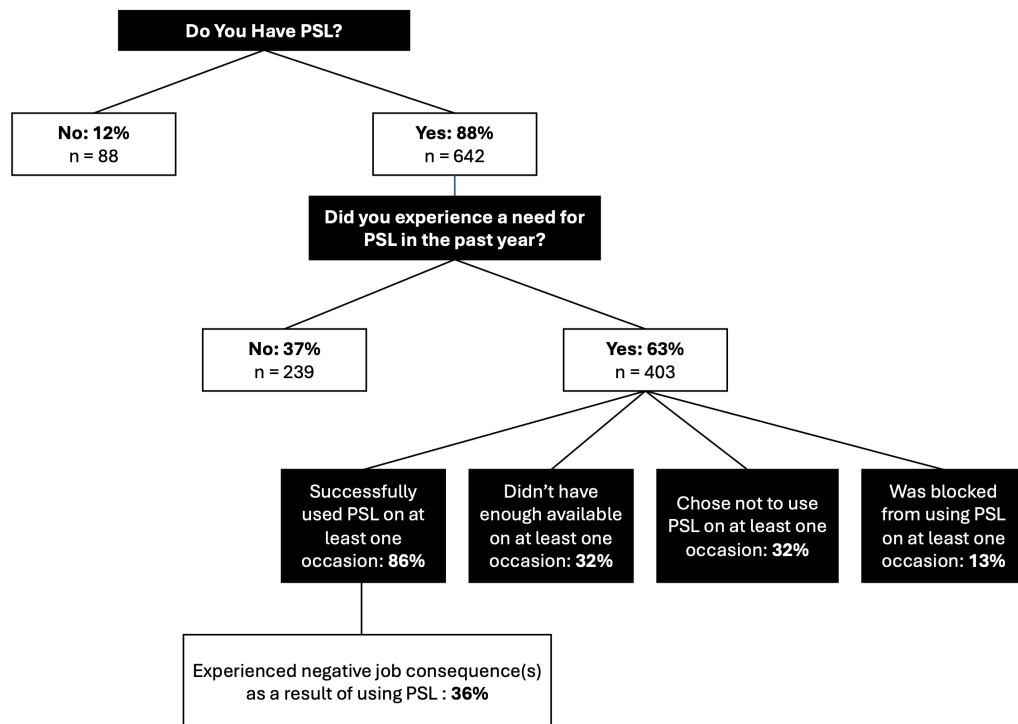 Do You Have PSL?
No: 12%
n = 88
Yes: 88%
n = 642
Did you experience a need for
PSL in the past year?
No: 37%
n = 239
Yes: 63%
n = 403
Successfully
used PSL on at
least one
occasion: 86%
Didn’t have
enough available
on at least one
occasion: 32%
Chose not to use
PSL on at least one
occasion: 32%
Was blocked
from using PSL
on at least one
occasion: 13%
Experienced negative job consequence(s)
as a result of using PSL : 36%